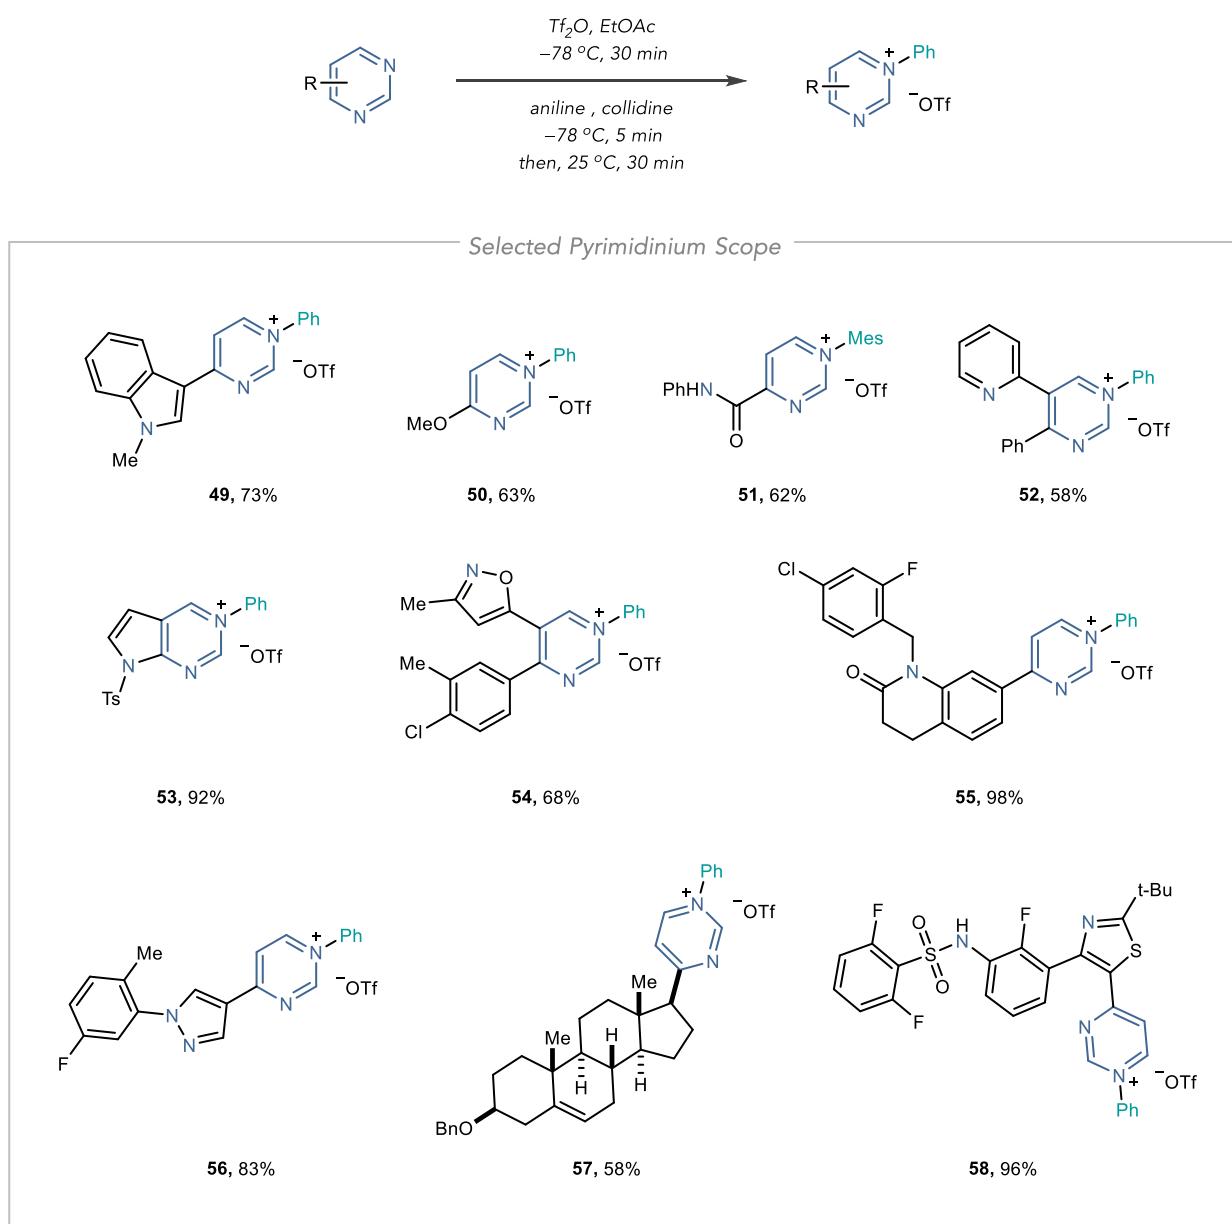 Tf2O, EtOAc
–78 °C, 30 min
aniline , collidine
–78 °C, 5 min
then, 25 °C, 30 min
R
N
N
R
N
+
Ph
N
−OTf
Selected Pyrimidinium Scope
N
+
Ph
N
−OTf
N
Me
49, 73%
N
+
Ph
N
−OTf
MeO
50, 63%
N
+
Mes
N
−OTf
PhHN
O
51, 62%
N
N
+
Ph
N
−OTf
Ph
52, 58%
N
+
Ph
N
−OTf
N
Ts
53, 92%
N
O
Me
N
+
Ph
N
−OTf
Me
Cl
54, 68%
Cl
F
N
O
N
+
Ph
N
−OTf
55, 98%
Me
F
N
N
N
+
Ph
N
−OTf
56, 83%
Ph
N
+
N
−OTf
Me
Me
H
H
H
BnO
57, 58%
F
F
O
S
O
H
N
F
N
t-Bu
S
N
N
+
Ph
−OTf
58, 96%